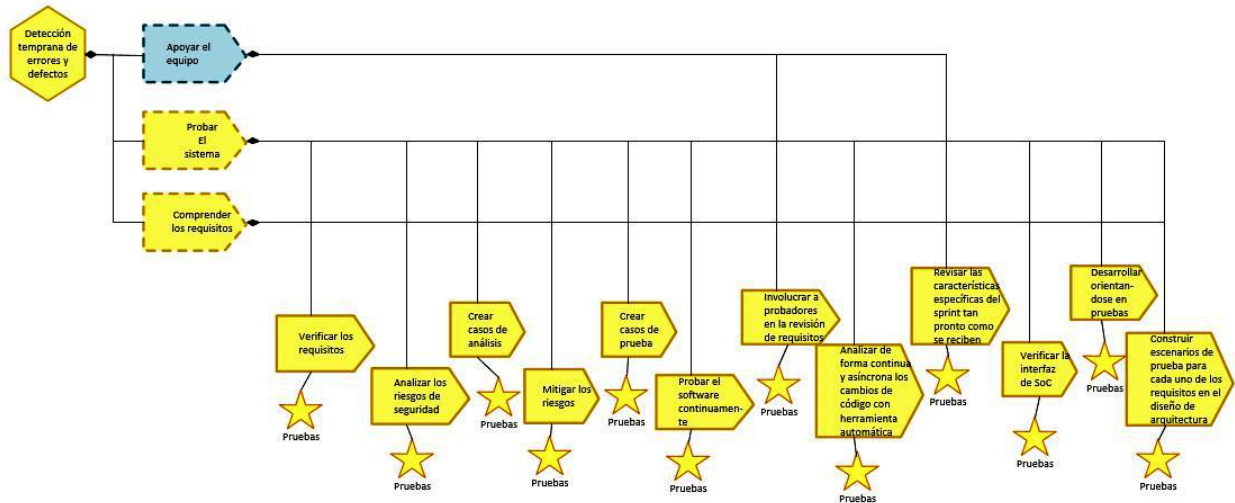 Detección
temprana de
errores y
defectos
Apoyar el
equipo
Probar
El
sistema
Comprender
los requisitos
Verificar los
requisitos
Pruebas
Analizar los
riesgos de
seguridad
Pruebas
Crear
casos de
análisis
Pruebas
Mitigar los
riesgos
Pruebas
Crear
casos de
prueba
Pruebas
Probar el
software
continuamen-
te
Pruebas
Involucrar a
probadores
en la revisión
de requisitos
Pruebas
Analizar de
forma continua
y asíncrona los
cambios de
código con
herramienta
automática
Pruebas
Revisar las
características
específicas del
sprint tan
pronto como
se reciben
Pruebas
Verificar la
interfaz
de SoC
Pruebas
Desarrollar
orientan-
dose en
pruebas
Pruebas
Construir
escenarios de
prueba para
cada uno de los
requisitos en el
diseño de
arquitectura
Pruebas